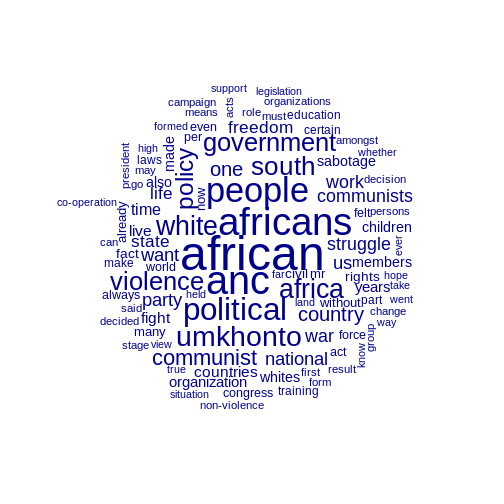 support
legislation
campaign acts organizations
means role must education
formed even freedom certain
per government amongst
high made policy one south sabotage whether
president laws
may work decision
go also people communists
life now
co-operation time white africans felt persons
already live children
can state african struggle ever
fact want us members
make world violence anc far civil mr rights hope
africa years take
always party held political land without part went
said country change
decided fight umkhonto war force way
many group
stage view communist national act know
true countries first result
organization whites form
situation congress training
non-violence